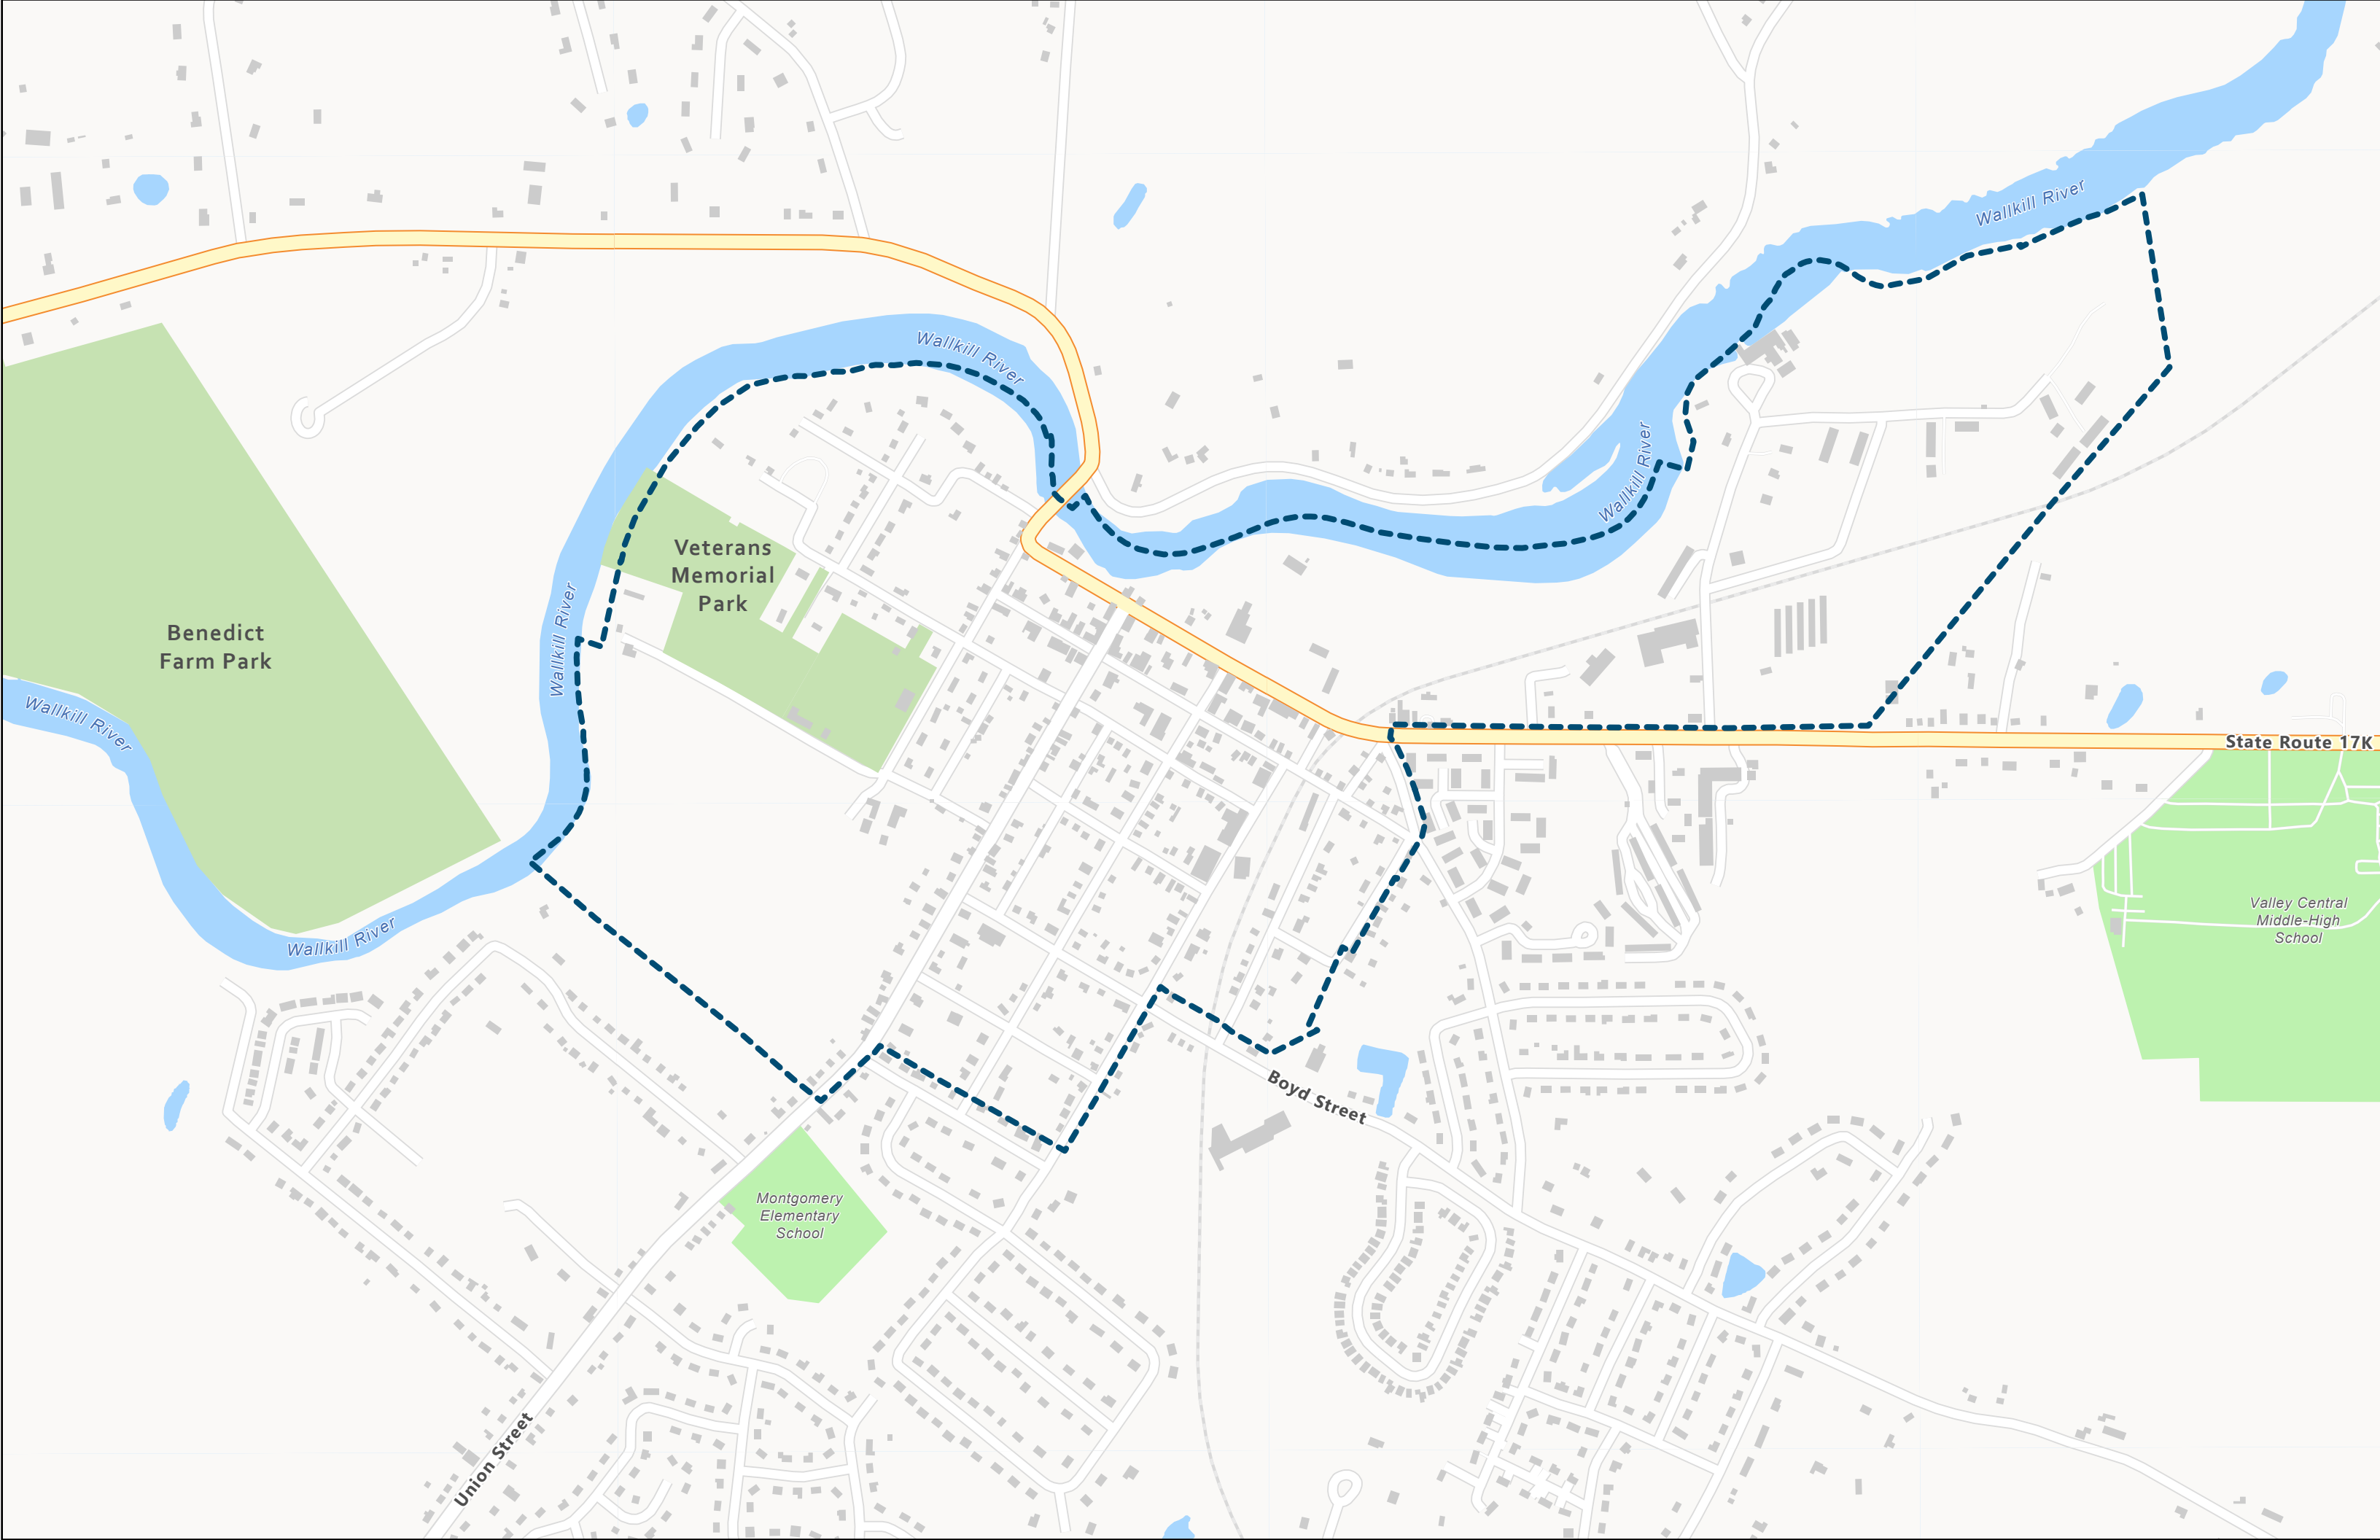 Wallkill River
Wallkill River
Wallkill River
Veterans
Memorial
Park
Benedict
Farm Park
Wallkill River
Wallkill River
State Route 17K
Valley Central
Middle-High
School
Wallkill River
Boyd Street
Montgomery
Elementary
School
Union Street